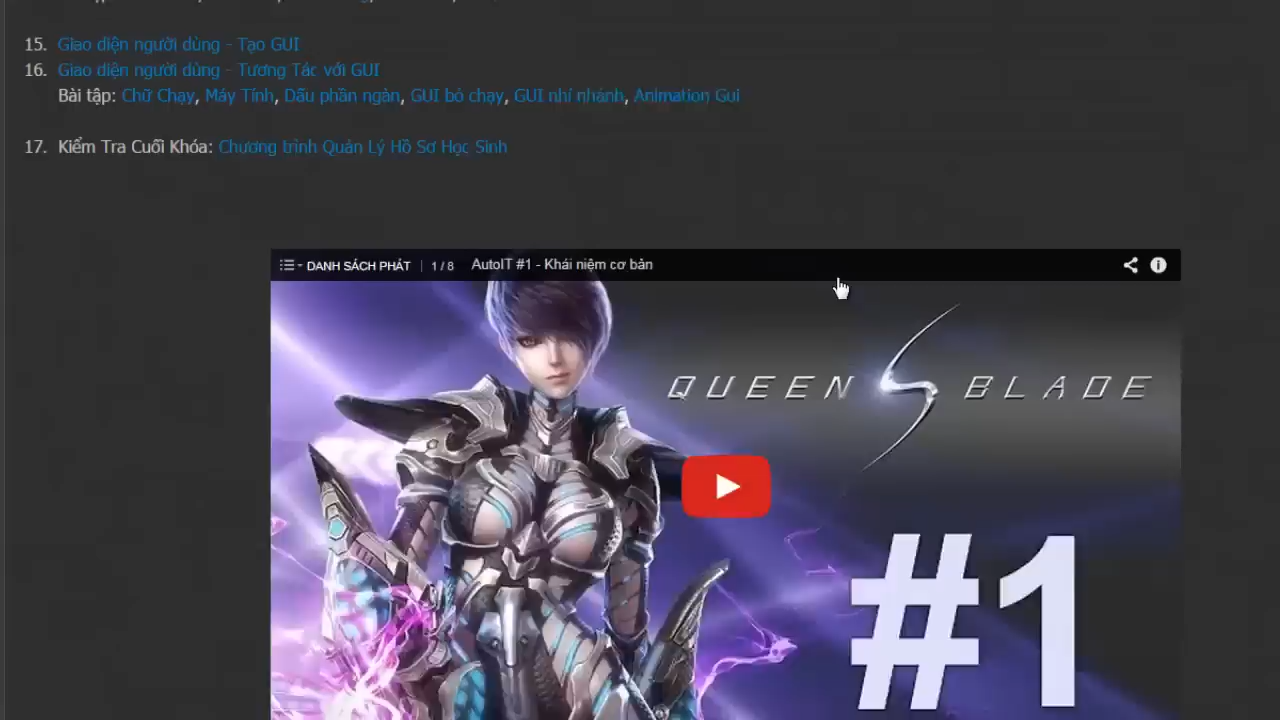 15. Giao diện người dùng - Tạo GUI
16. Giao diện người dùng - Tương Tác với GUI
Bài tập: Chữ Chạy, Máy Tính, Dấu phần ngàn, GUI bỏ chạy, GUI nhí nhảnh, Animation Gui
17. Kiểm Tra Cuối Khóa: Chương trình Quản Lý Hồ Sơ Học Sinh
DANH SÁCH PHÁT | 1 / 8 AutoIT #1 - Khái niệm cơ bản
QUEEN S BLADE
#1